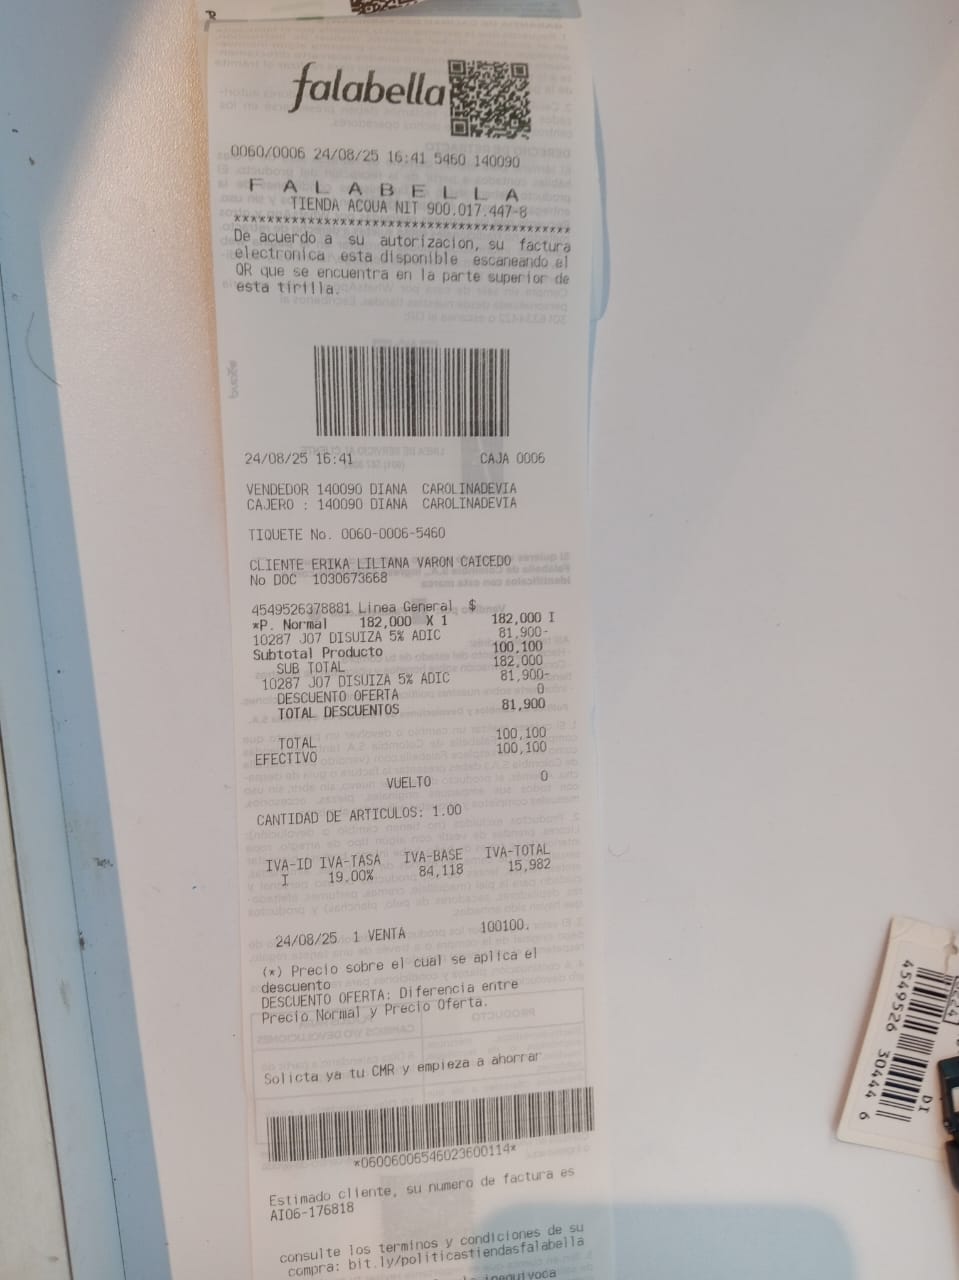 falabella
0060/0006 24/08/25 16:41 5460 140090
F A L A B E L L A
TIENDA ACQUA NIT 900.017.447-8
*****************************************
De acuerdo a su autorizacion, su factura
electronica esta disponible escaneando el
QR que se encuentra en la parte superior de
esta tirilla.
24/08/25 16:41 CAJA 0006
VENDEDOR 140090 DIANA CAROLINADEVIA
CAJERO : 140090 DIANA CAROLINADEVIA
TIQUETE No. 0060-0006-5460
CLIENTE ERIKA LILIANA VARON CAICEDO
No DOC 1030673668
4549526378881 Linea General $
*P. Normal 182,000 X 1 182,000 I
10287 J07 DISUIZA 5% ADIC 81,900-
Subtotal Producto 100,100
SUB TOTAL 182,000
10287 J07 DISUIZA 5% ADIC 81,900-
DESCUENTO OFERTA 0
TOTAL DESCUENTOS 81,900
TOTAL 100,100
EFECTIVO 100,100
VUELTO 0
CANTIDAD DE ARTICULOS: 1.00
IVA-ID IVA-TASA IVA-BASE IVA-TOTAL
I 19.00% 84,118 15,982
24/08/25 1 VENTA 100100.
(*) Precio sobre el cual se aplica el
descuento
DESCUENTO OFERTA: Diferencia entre
Precio Normal y Precio Oferta.
Solicta ya tu CMR y empieza a ahorrar
*06006006546023600114*
Estimado cliente, su numero de factura es
AI06-176818
consulte los terminos y condiciones de su
compra: bit.ly/politicastiendasfalabella
inequivoca
4549526 30444 6
DI